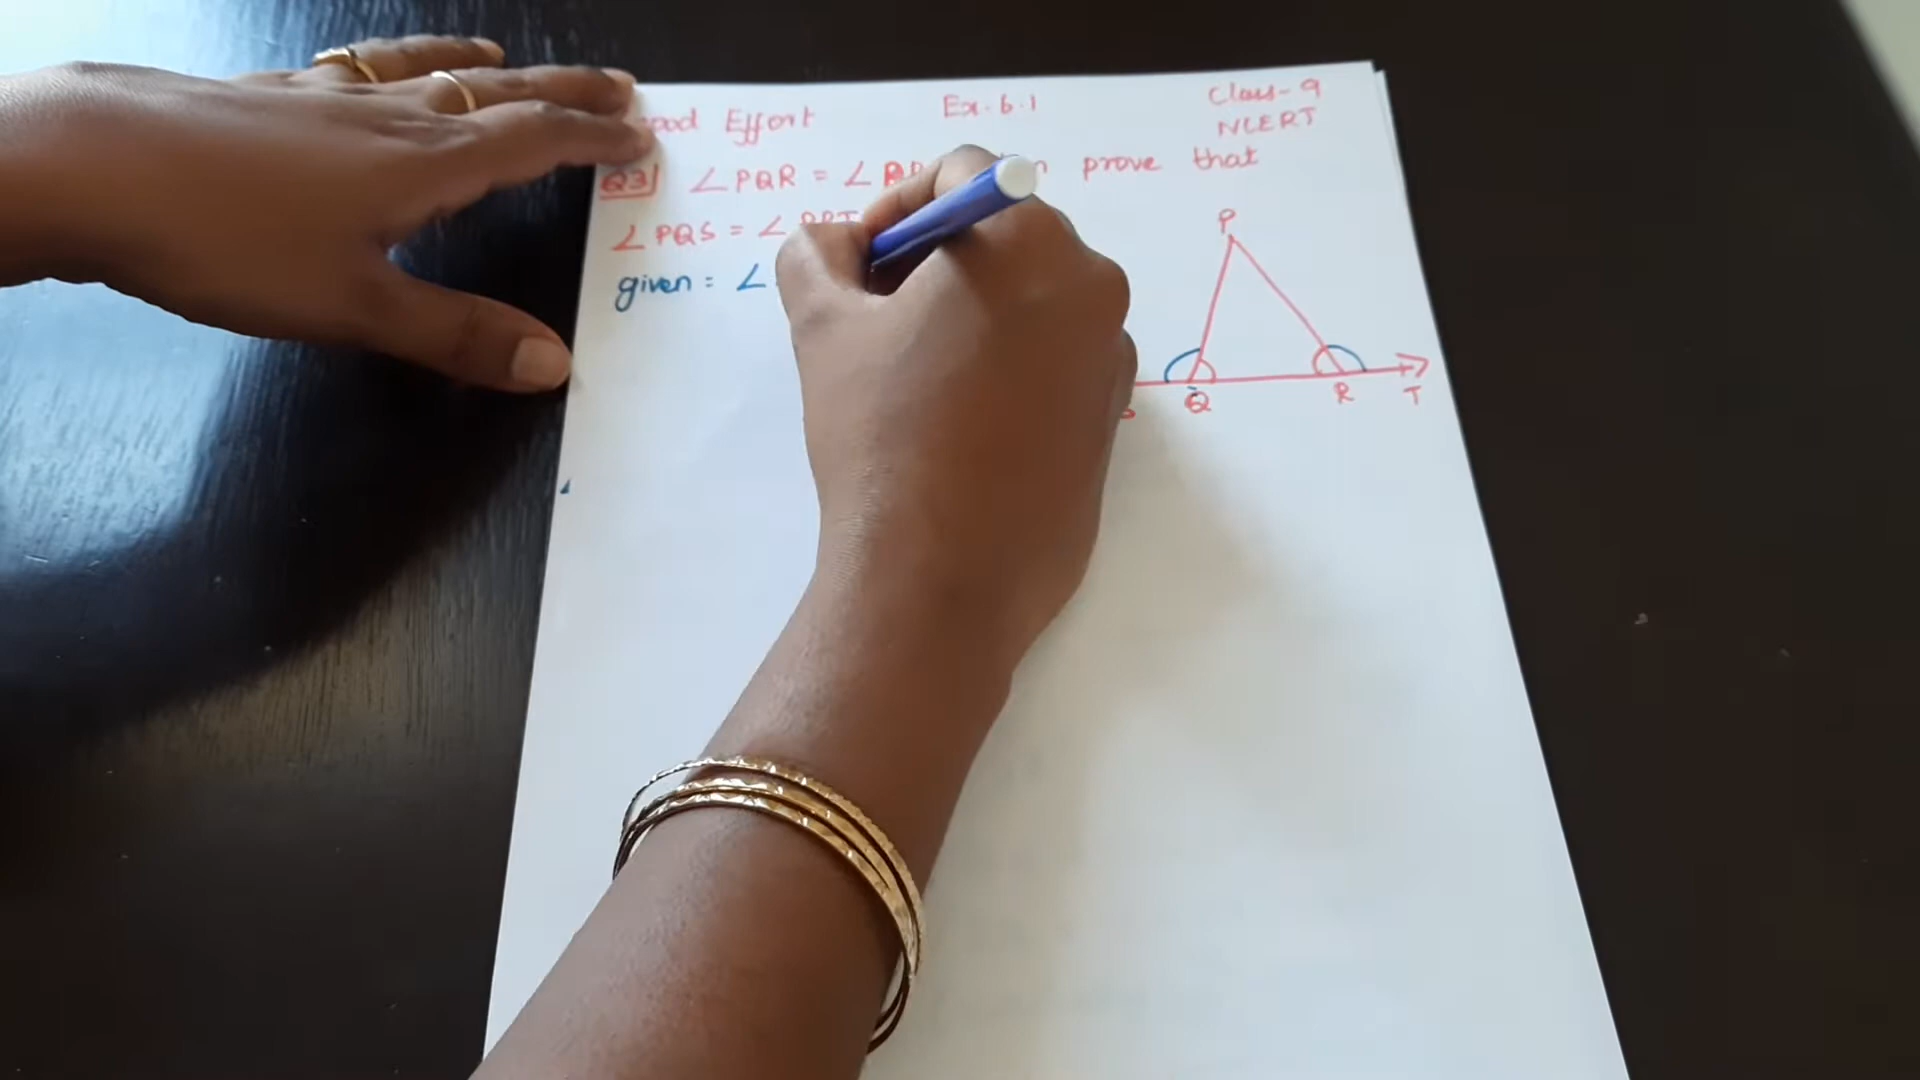 Effort Ex. 6.1 Class-9
NCERT
Q3) ∠PQR = ∠ prove that
∠PQS = ∠
given = ∠
P
Q R T